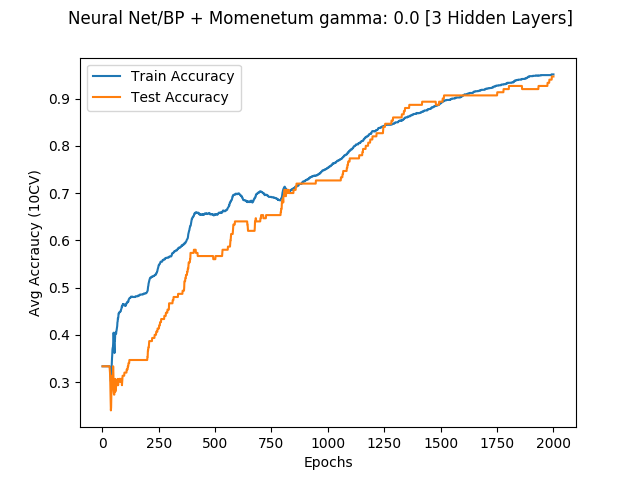 Neural Net/BP + Momenetum gamma: 0.0 [3 Hidden Layers]
Train Accuracy
Test Accuracy
Avg Accraucy (10CV)
0.9
0.8
0.7
0.6
0.5
0.4
0.3
0 250 500 750 1000 1250 1500 1750 2000
Epochs